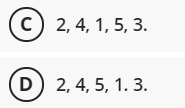 C 2, 4, 1, 5, 3.
D 2, 4, 5, 1. 3.